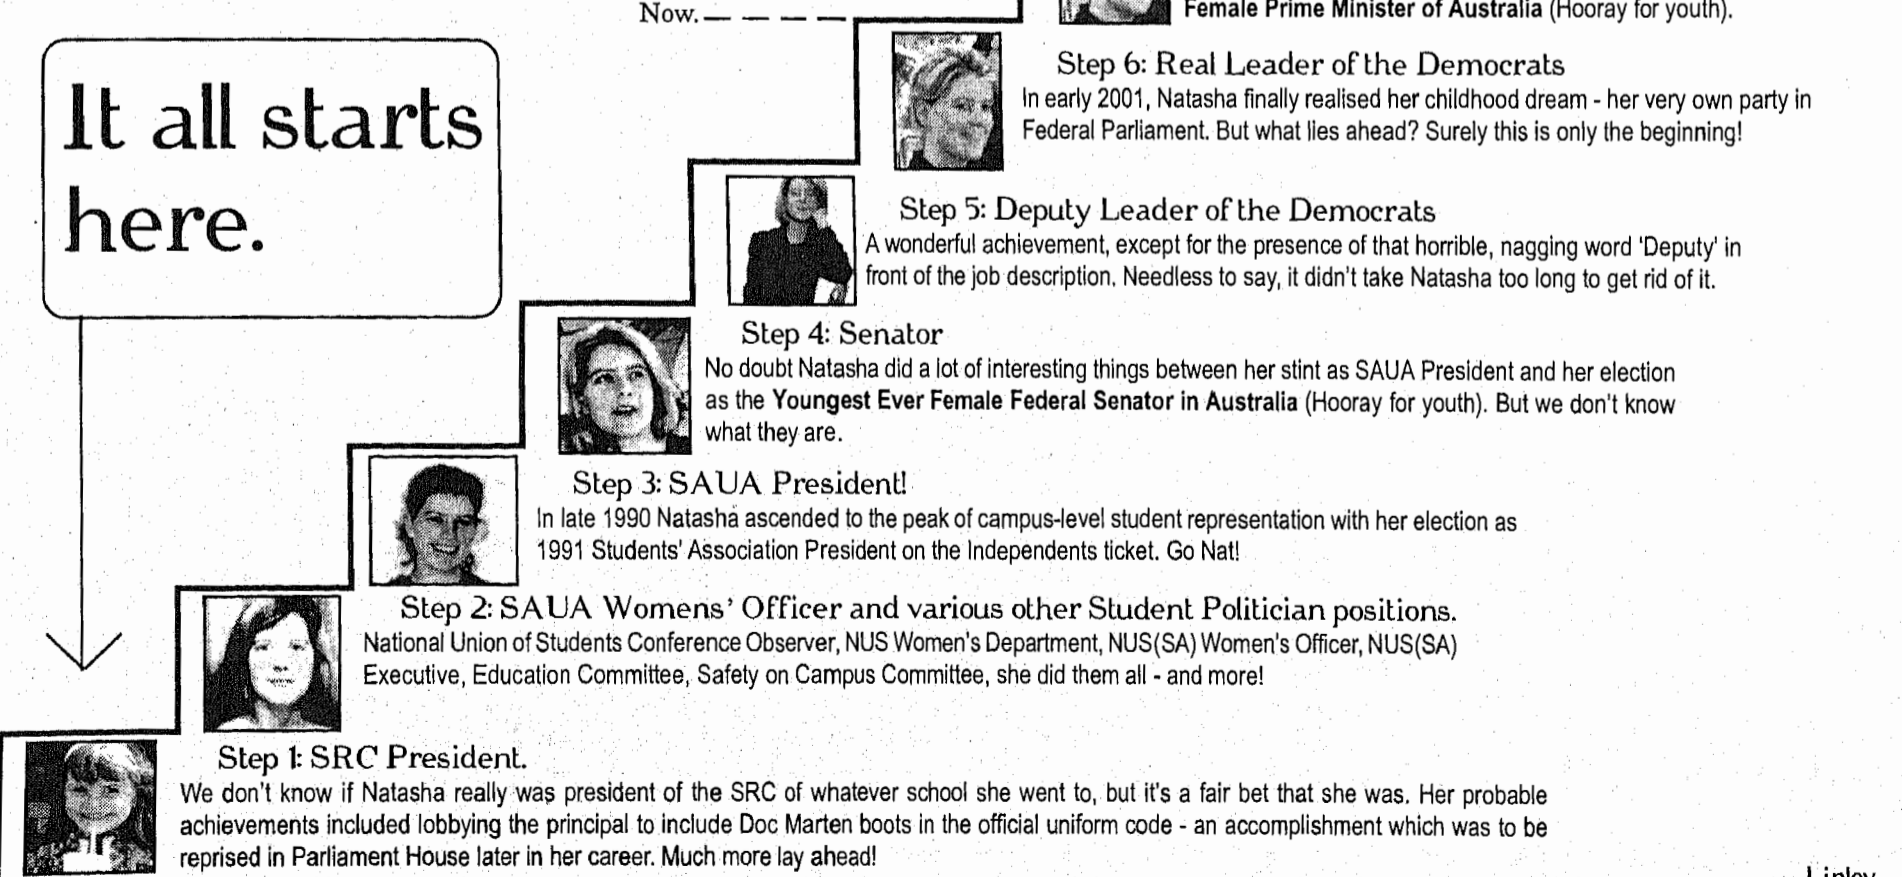 Now.
Female Prime Minister of Australia (Hooray for youth).
It all starts
here.
Step 6: Real Leader of the Democrats
In early 2001, Natasha finally realised her childhood dream - her very own party in
Federal Parliament. But what lies ahead? Surely this is only the beginning!
Step 5: Deputy Leader of the Democrats
A wonderful achievement, except for the presence of that horrible, nagging word 'Deputy' in
front of the job description. Needless to say, it didn't take Natasha too long to get rid of it.
Step 4: Senator
No doubt Natasha did a lot of interesting things between her stint as SAUA President and her election
as the Youngest Ever Female Federal Senator in Australia (Hooray for youth). But we don't know
what they are.
Step 3: SAUA President!
In late 1990 Natasha ascended to the peak of campus-level student representation with her election as
1991 Students' Association President on the Independents ticket. Go Nat!
Step 2: SAUA Womens' Officer and various other Student Politician positions.
National Union of Students Conference Observer, NUS Women's Department, NUS(SA) Women's Officer, NUS(SA)
Executive, Education Committee, Safety on Campus Committee, she did them all - and more!
Step 1: SRC President.
We don't know if Natasha really was president of the SRC of whatever school she went to, but it's a fair bet that she was. Her probable
achievements included lobbying the principal to include Doc Marten boots in the official uniform code - an accomplishment which was to be
reprised in Parliament House later in her career. Much more lay ahead!